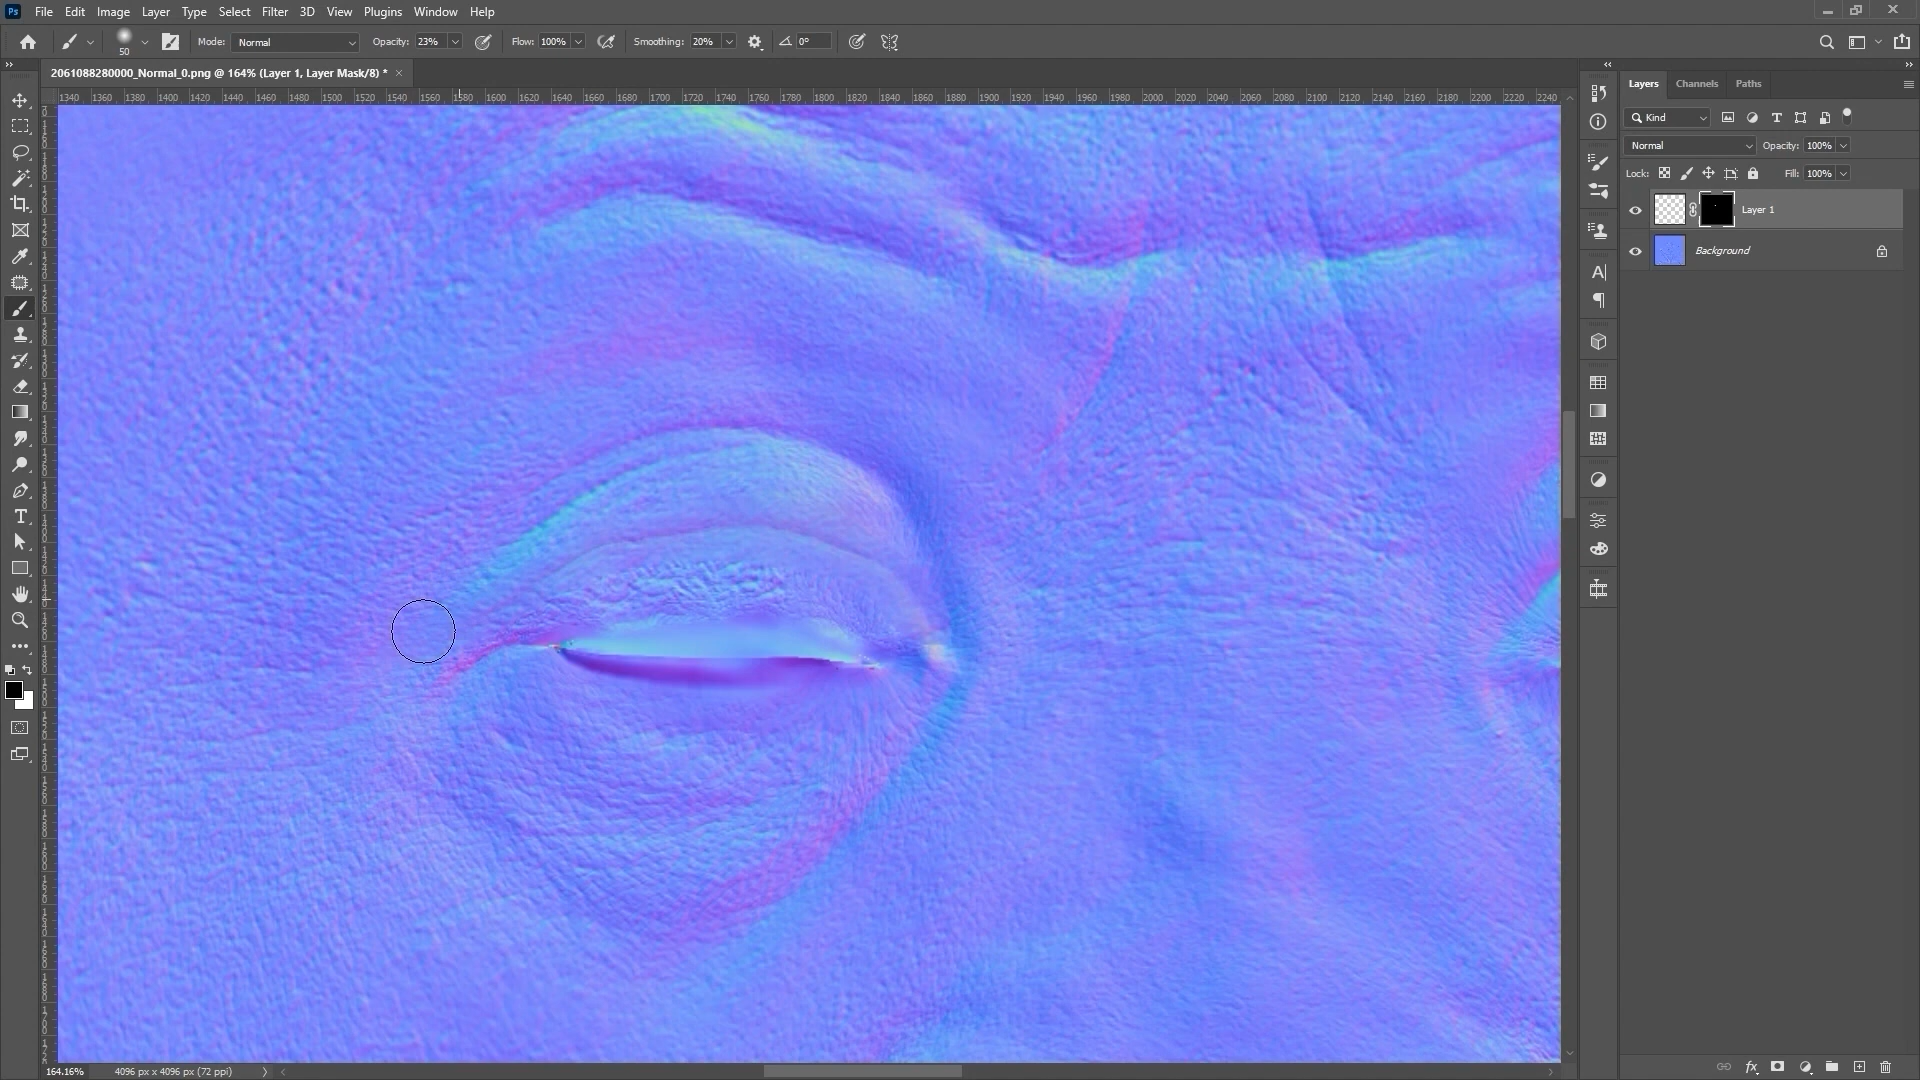 Ps File Edit Image Layer Type Select Filter 3D View Plugins Window Help
50 Mode: Normal Opacity: 23% Flow: 100% Smoothing: 20% 0°
2061088280000_Normal_0.png @ 164% (Layer 1, Layer Mask/8) * ×
1340 1360 1380 1400 1420 1440 1460 1480 1500 1520 1540 1560 1580 1600 1620 1640 1660 1680 1700 1720 1740 1760 1780 1800 1820 1840 1860 1880 1900 1920 1940 1960 1980 2000 2020 2040 2060 2080 2100 2120 2140 2160 2180 2200 2220 2240
Layers Channels Paths
Kind
Normal Opacity: 100%
Lock: Fill: 100%
Layer 1
Background
164.16% 4096 px x 4096 px (72 ppi)